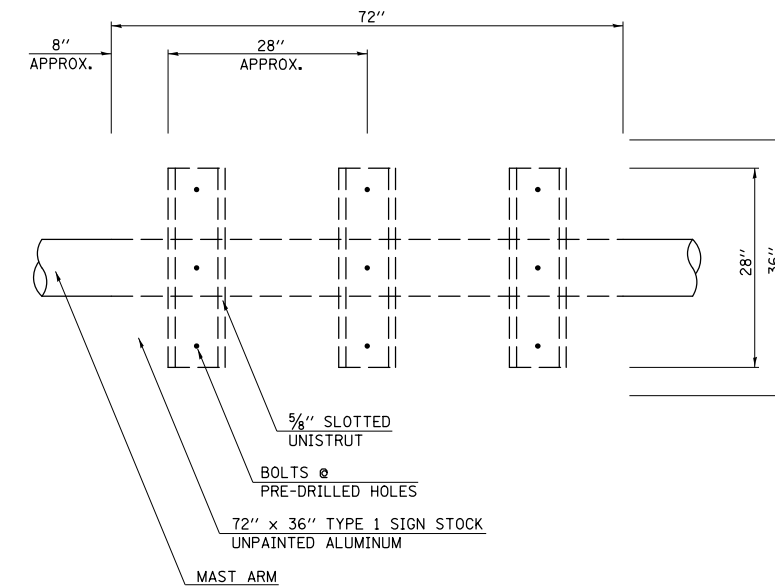 72"
8"
APPROX.
28"
APPROX.
28"
36"
5/8" SLOTTED
UNISTRUT
BOLTS @
PRE-DRILLED HOLES
72" x 36" TYPE 1 SIGN STOCK
UNPAINTED ALUMINUM
MAST ARM